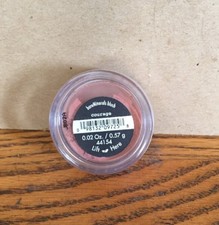 bareMinerals blush
courage
0.02 Oz. / 0.57 g
44154
Lift Here